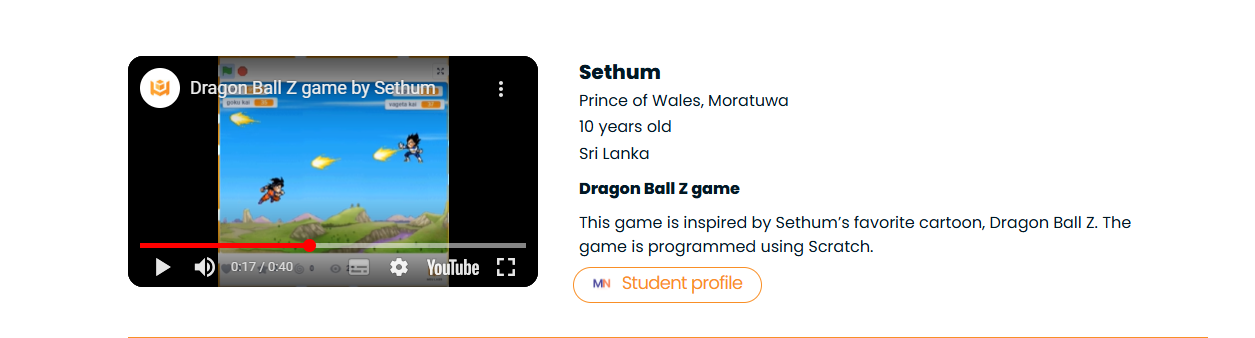 Dragon Ball Z game by Sethum
goku kai
vageta kai
0:17 / 0:40
YouTube
Sethum
Prince of Wales, Moratuwa
10 years old
Sri Lanka
Dragon Ball Z game
This game is inspired by Sethum’s favorite cartoon, Dragon Ball Z. The
game is programmed using Scratch.
MN Student profile